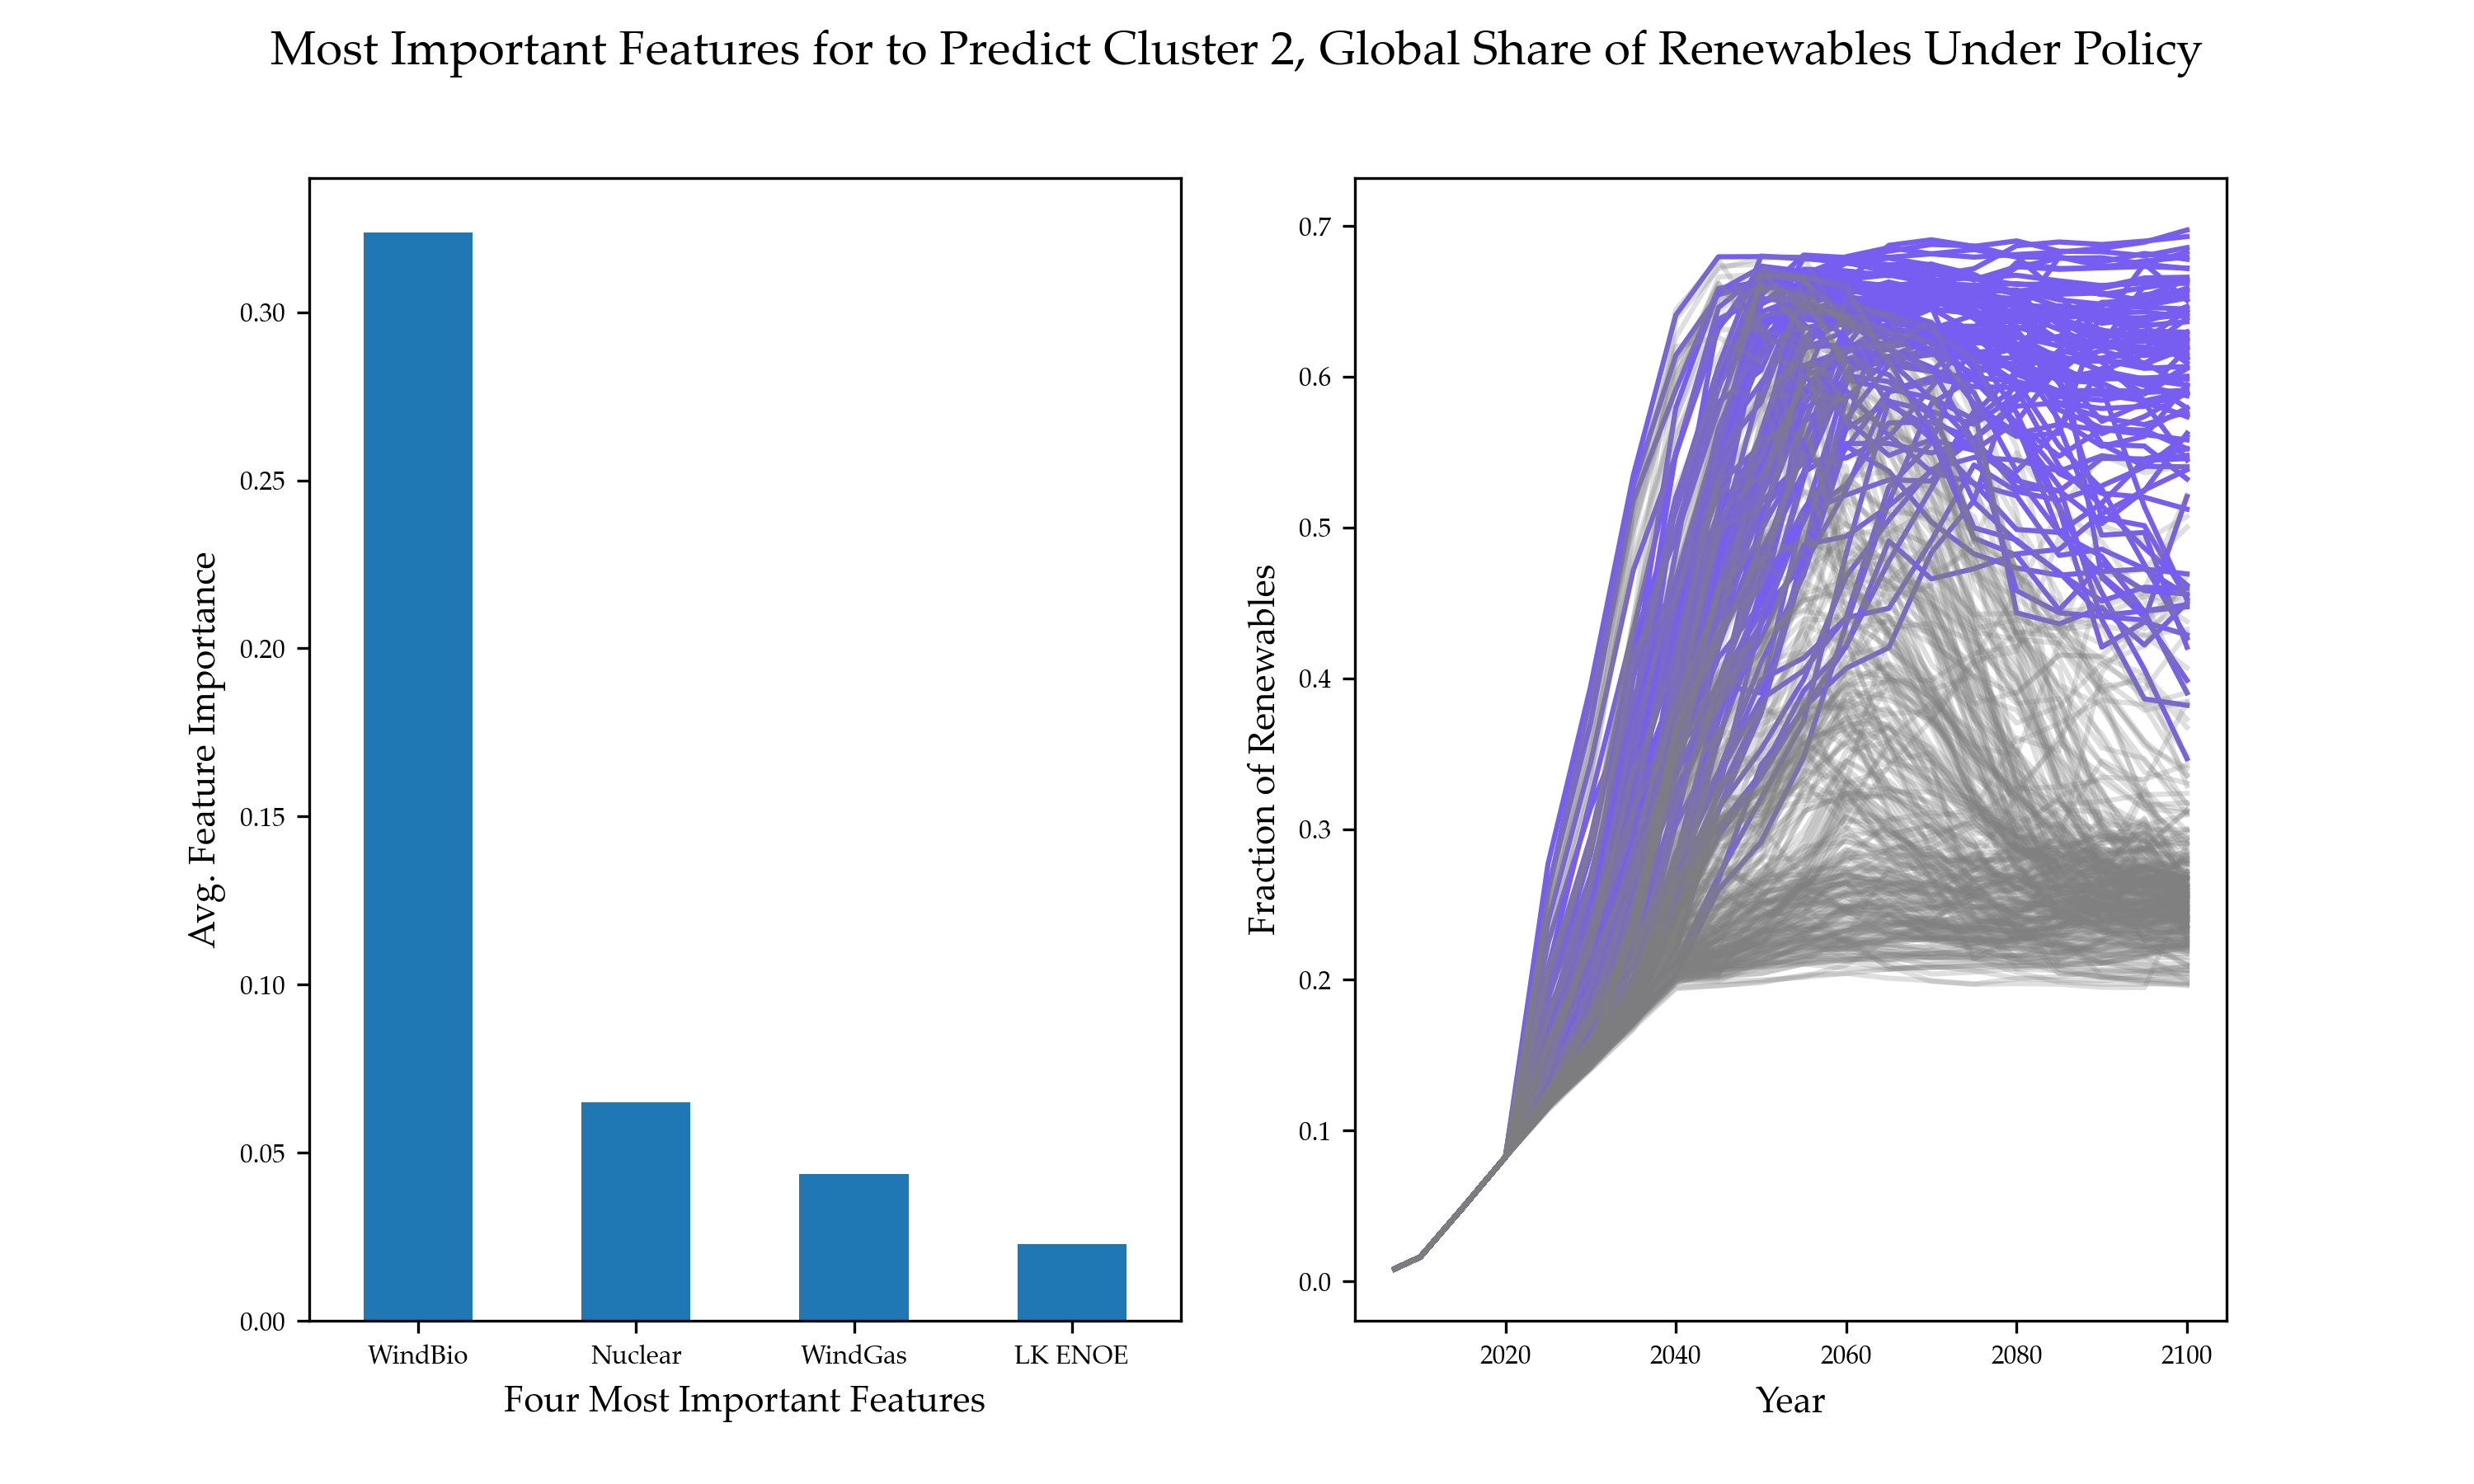 Most Important Features for to Predict Cluster 2, Global Share of Renewables Under Policy
Avg. Feature Importance
0.30
0.25
0.20
0.15
0.10
0.05
0.00
WindBio Nuclear WindGas LK ENOE
Four Most Important Features
Fraction of Renewables
0.7
0.6
0.5
0.4
0.3
0.2
0.1
0.0
2020 2040 2060 2080 2100
Year